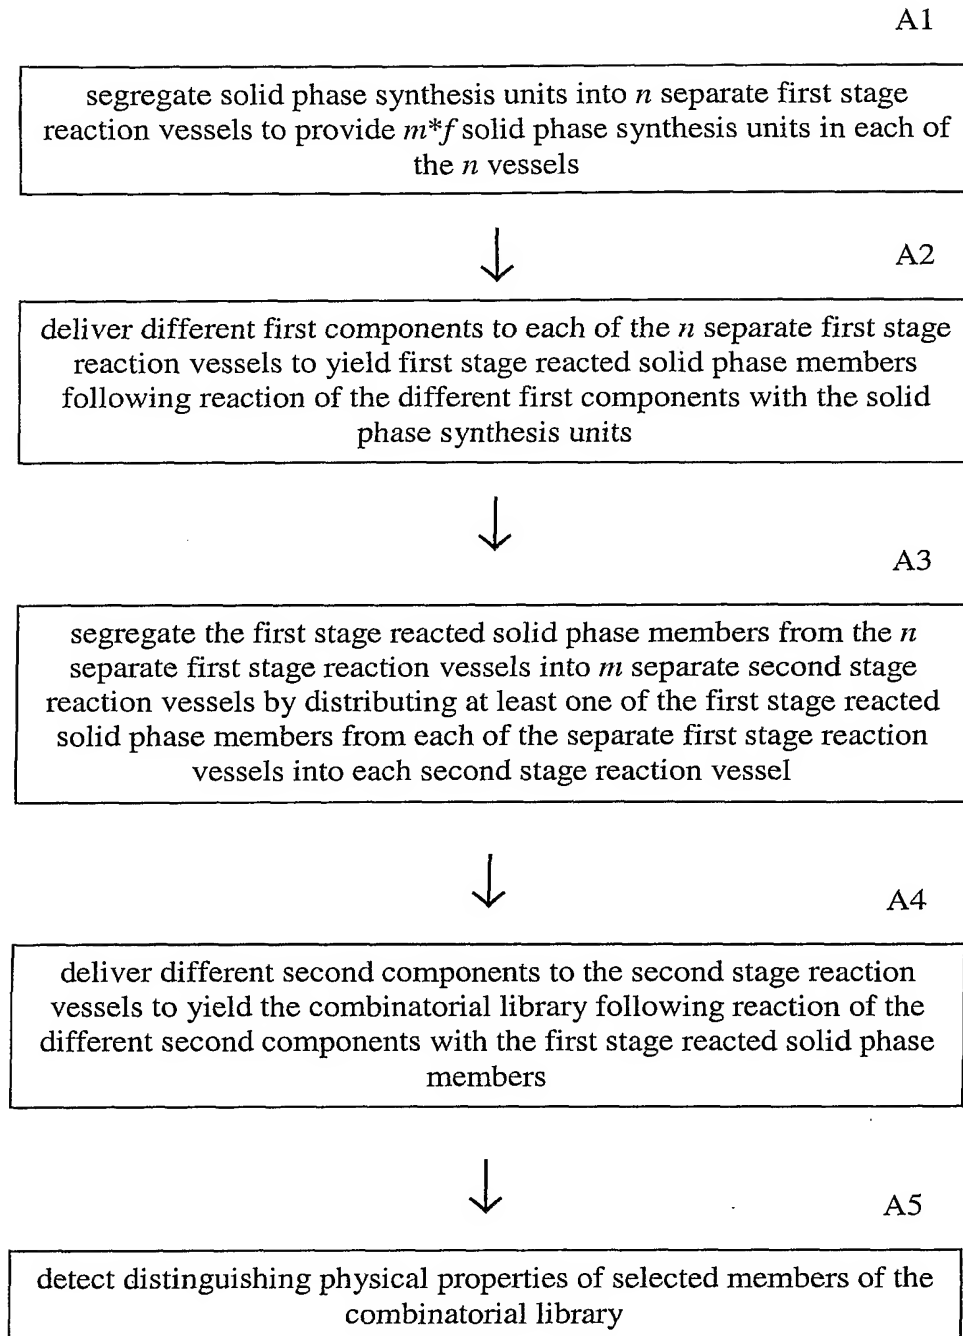 A1
segregate solid phase synthesis units into n separate first stage
reaction vessels to provide m*f solid phase synthesis units in each of
the n vessels
A2
deliver different first components to each of the n separate first stage
reaction vessels to yield first stage reacted solid phase members
following reaction of the different first components with the solid
phase synthesis units
A3
segregate the first stage reacted solid phase members from the n
separate first stage reaction vessels into m separate second stage
reaction vessels by distributing at least one of the first stage reacted
solid phase members from each of the separate first stage reaction
vessels into each second stage reaction vessel
A4
deliver different second components to the second stage reaction
vessels to yield the combinatorial library following reaction of the
different second components with the first stage reacted solid phase
members
A5
detect distinguishing physical properties of selected members of the
combinatorial library